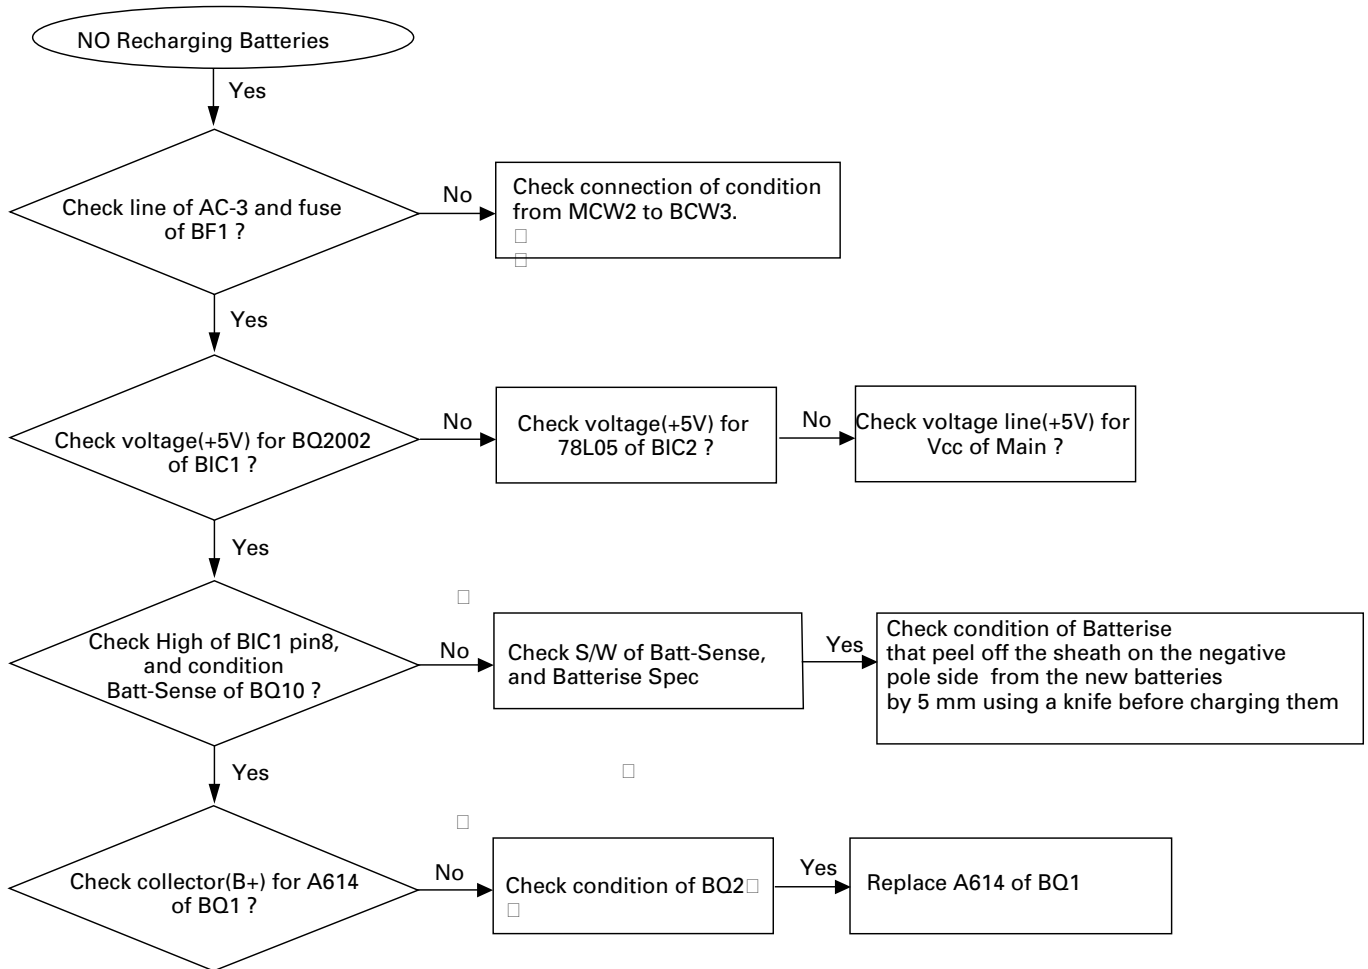 NO Recharging Batteries
Yes
Check line of AC-3 and fuse
of BF1 ?
No
Check connection of condition
from MCW2 to BCW3.
Yes
Check voltage(+5V) for BQ2002
of BIC1 ?
No
Check voltage(+5V) for
78L05 of BIC2 ?
No
Check voltage line(+5V) for
Vcc of Main ?
Yes
Check High of BIC1 pin8,
and condition
Batt-Sense of BQ10 ?
No
Check S/W of Batt-Sense,
and Batterise Spec
Yes
Check condition of Batterise
that peel off the sheath on the negative
pole side from the new batteries
by 5 mm using a knife before charging them
Yes
Check collector(B+) for A614
of BQ1 ?
No
Check condition of BQ2
Yes
Replace A614 of BQ1